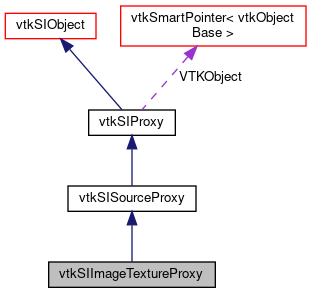 vtkSIObject
vtkSmartPointer< vtkObject
Base >
VTKObject
vtkSIProxy
vtkSISourceProxy
vtkSIImageTextureProxy